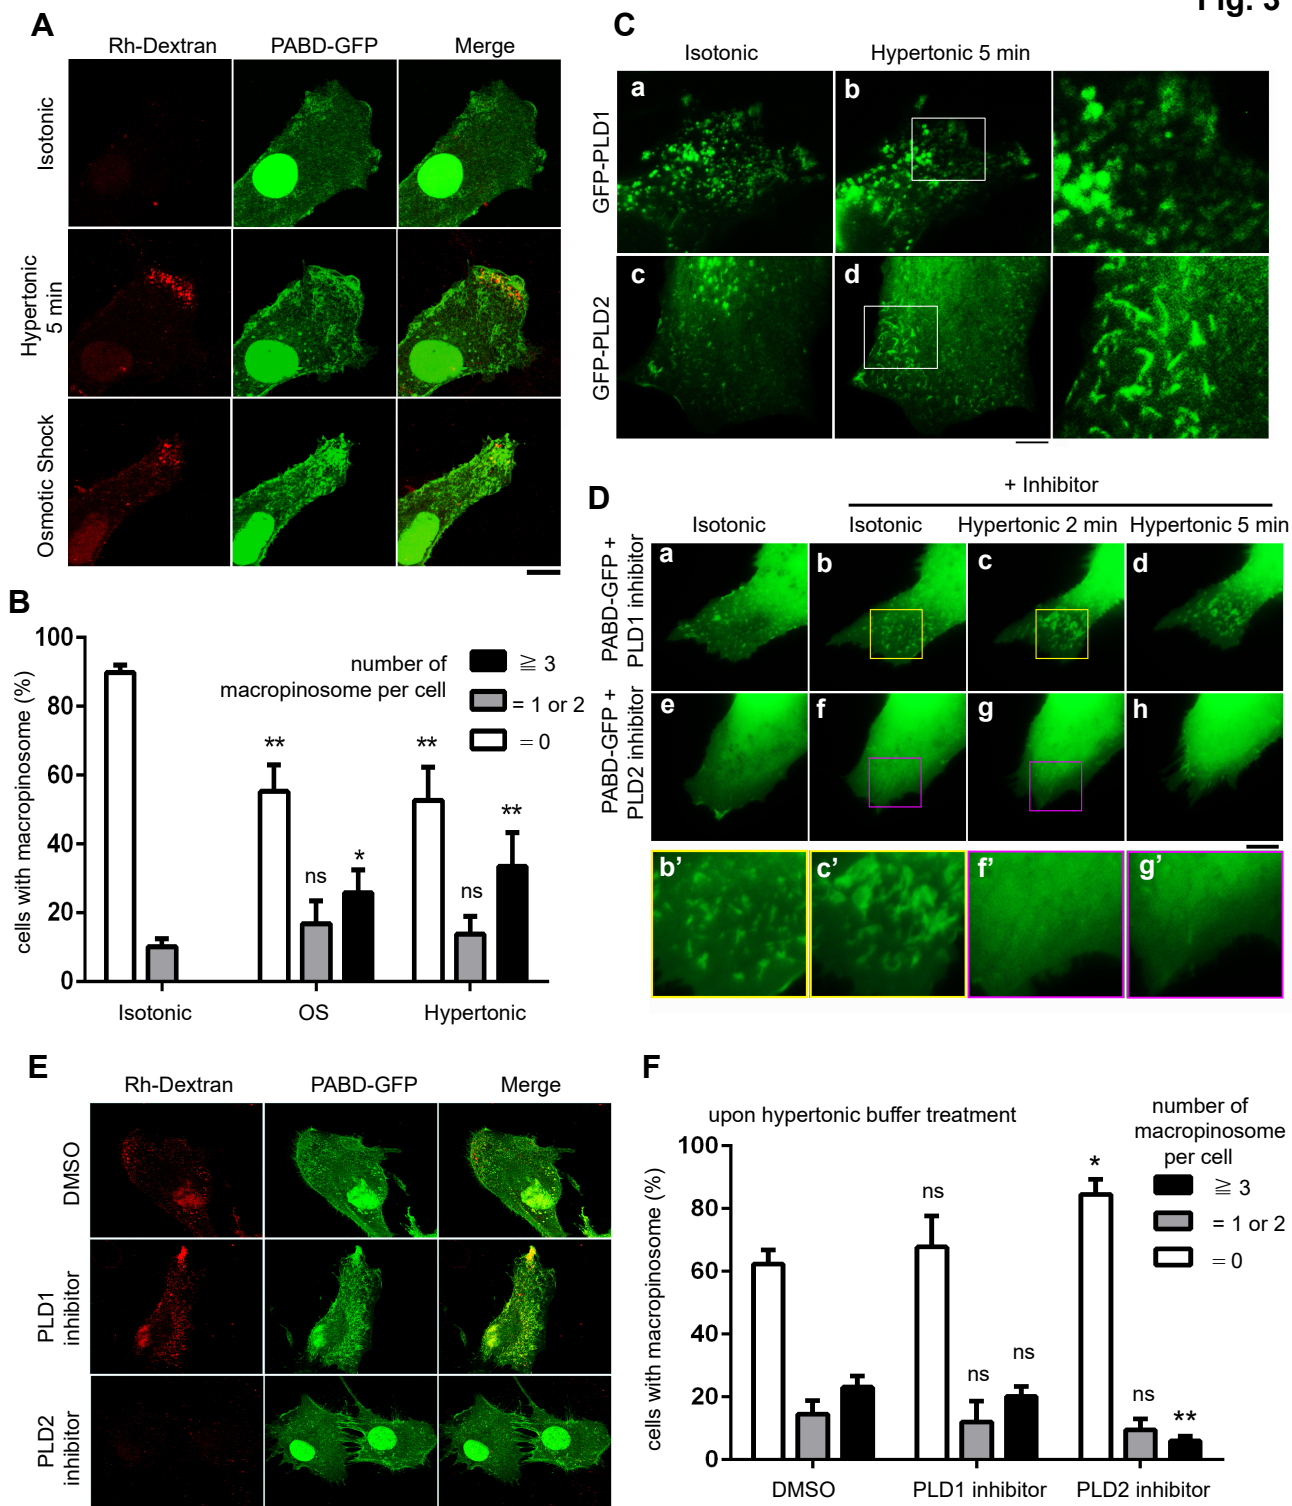 Fig. 3
A
Rh-Dextran PABD-GFP Merge
Isotonic
Hypertonic
5 min
Osmotic Shock
B
number of
macropinosome per cell
≧ 3
= 1 or 2
= 0
cells with macropinosome (%)
100
80
60
40
20
0
** ns *
** ns **
Isotonic OS Hypertonic
C
Isotonic Hypertonic 5 min
GFP-PLD1
a b
GFP-PLD2
c d
D
+ Inhibitor
Isotonic Isotonic Hypertonic 2 min Hypertonic 5 min
PABD-GFP +
PLD1 inhibitor
a b c d
PABD-GFP +
PLD2 inhibitor
e f g h
b’ c’ f’ g’
E
Rh-Dextran PABD-GFP Merge
DMSO
PLD1
inhibitor
PLD2
inhibitor
F
upon hypertonic buffer treatment
number of
macropinosome
per cell
≧ 3
= 1 or 2
= 0
cells with macropinosome (%)
100
80
60
40
20
0
ns ns ns
* ns **
DMSO PLD1 inhibitor PLD2 inhibitor